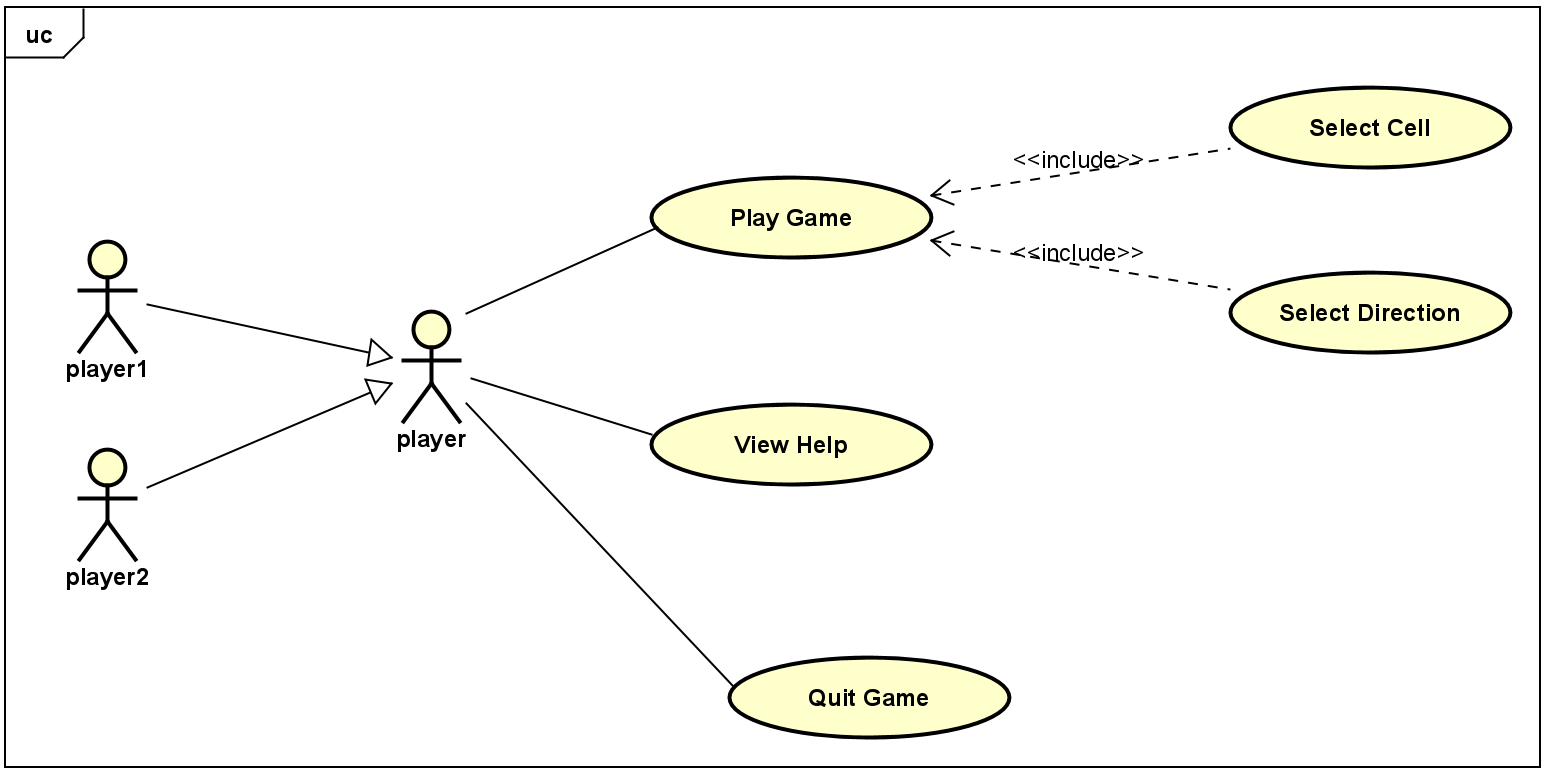 uc
Select Cell
<<include>>
Play Game
<<include>>
Select Direction
player1
player
View Help
player2
Quit Game